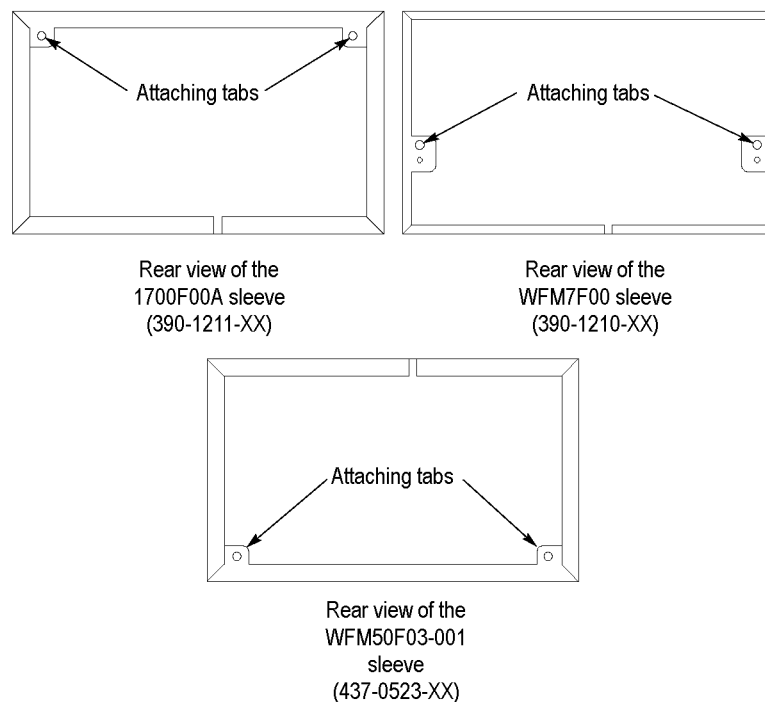 Attaching tabs
Rear view of the
1700F00A sleeve
(390-1211-XX)
Attaching tabs
Rear view of the
WFM7F00 sleeve
(390-1210-XX)
Attaching tabs
Rear view of the
WFM50F03-001
sleeve
(437-0523-XX)